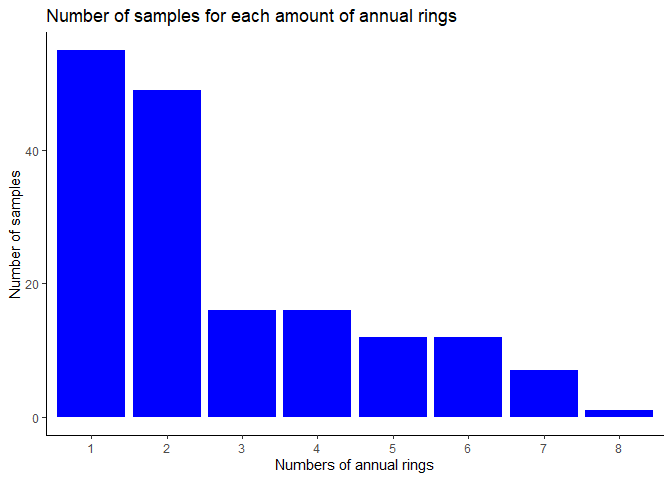 Number of samples for each amount of annual rings
Number of samples
40
20
0
1 2 3 4 5 6 7 8
Numbers of annual rings